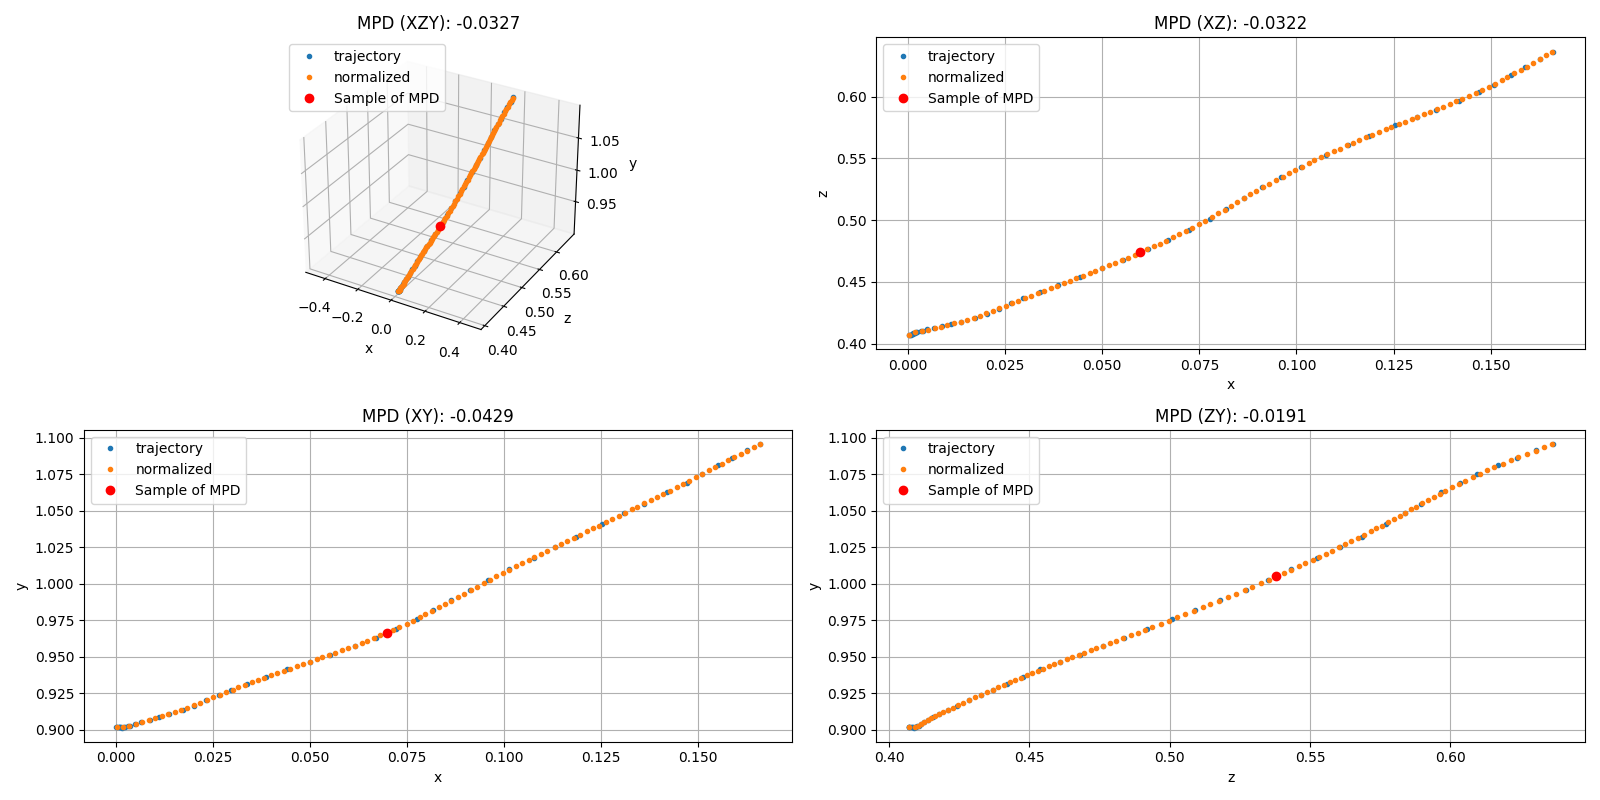 MPD (XZY): -0.0327
trajectory
normalized
Sample of MPD
1.05
1.00
0.95
y
−0.4
−0.2
0.0
0.2
0.4
x
0.40
0.45
0.50
0.55
0.60
z
MPD (XZ): -0.0322
trajectory
normalized
Sample of MPD
0.60
0.55
0.50
0.45
0.40
z
0.000 0.025 0.050 0.075 0.100 0.125 0.150
x
MPD (XY): -0.0429
trajectory
normalized
Sample of MPD
1.100
1.075
1.050
1.025
1.000
0.975
0.950
0.925
0.900
y
0.000 0.025 0.050 0.075 0.100 0.125 0.150
x
MPD (ZY): -0.0191
trajectory
normalized
Sample of MPD
1.100
1.075
1.050
1.025
1.000
0.975
0.950
0.925
0.900
y
0.40 0.45 0.50 0.55 0.60
z